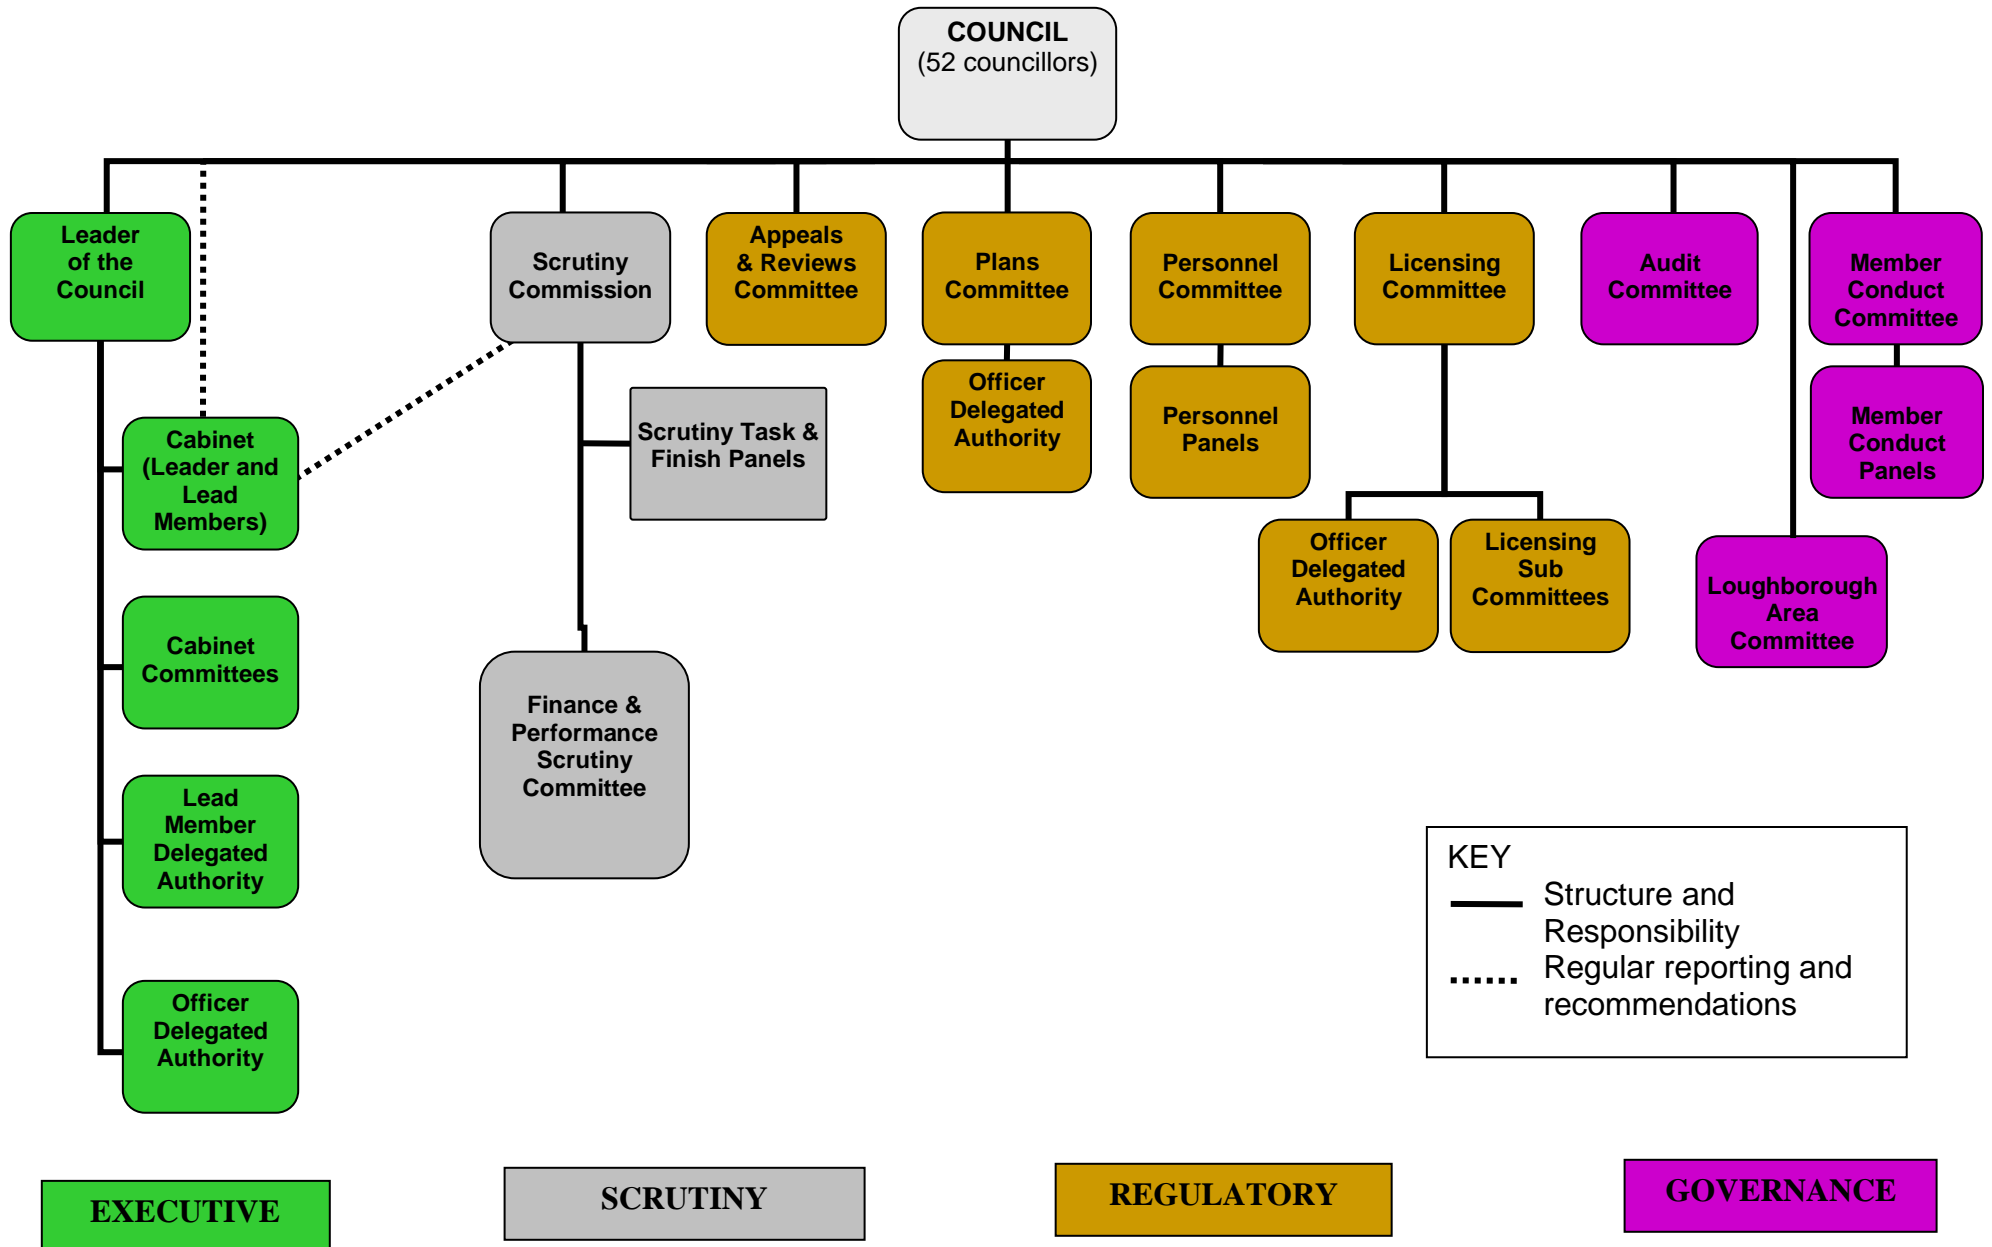 COUNCIL
(52 councillors)
Leader
of the
Council
Scrutiny
Commission
Appeals
& Reviews
Committee
Plans
Committee
Personnel
Committee
Licensing
Committee
Audit
Committee
Member
Conduct
Committee
Cabinet
(Leader and
Lead
Members)
Scrutiny Task &
Finish Panels
Officer
Delegated
Authority
Personnel
Panels
Member
Conduct
Panels
Officer
Delegated
Authority
Licensing
Sub
Committees
Loughborough
Area
Committee
Cabinet
Committees
Finance &
Performance
Scrutiny
Committee
Lead
Member
Delegated
Authority
Officer
Delegated
Authority
KEY
Structure and
Responsibility
Regular reporting and
recommendations
EXECUTIVE
SCRUTINY
REGULATORY
GOVERNANCE